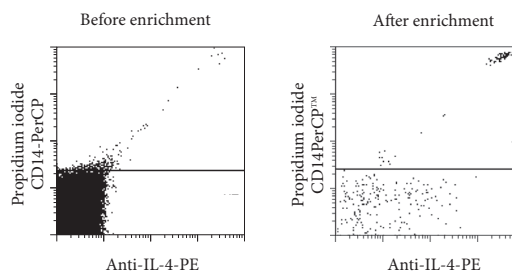 Before enrichment
Propidium iodide
CD14-PerCP
Anti-IL-4-PE
After enrichment
Propidium iodide
CD14PerCP™
Anti-IL-4-PE